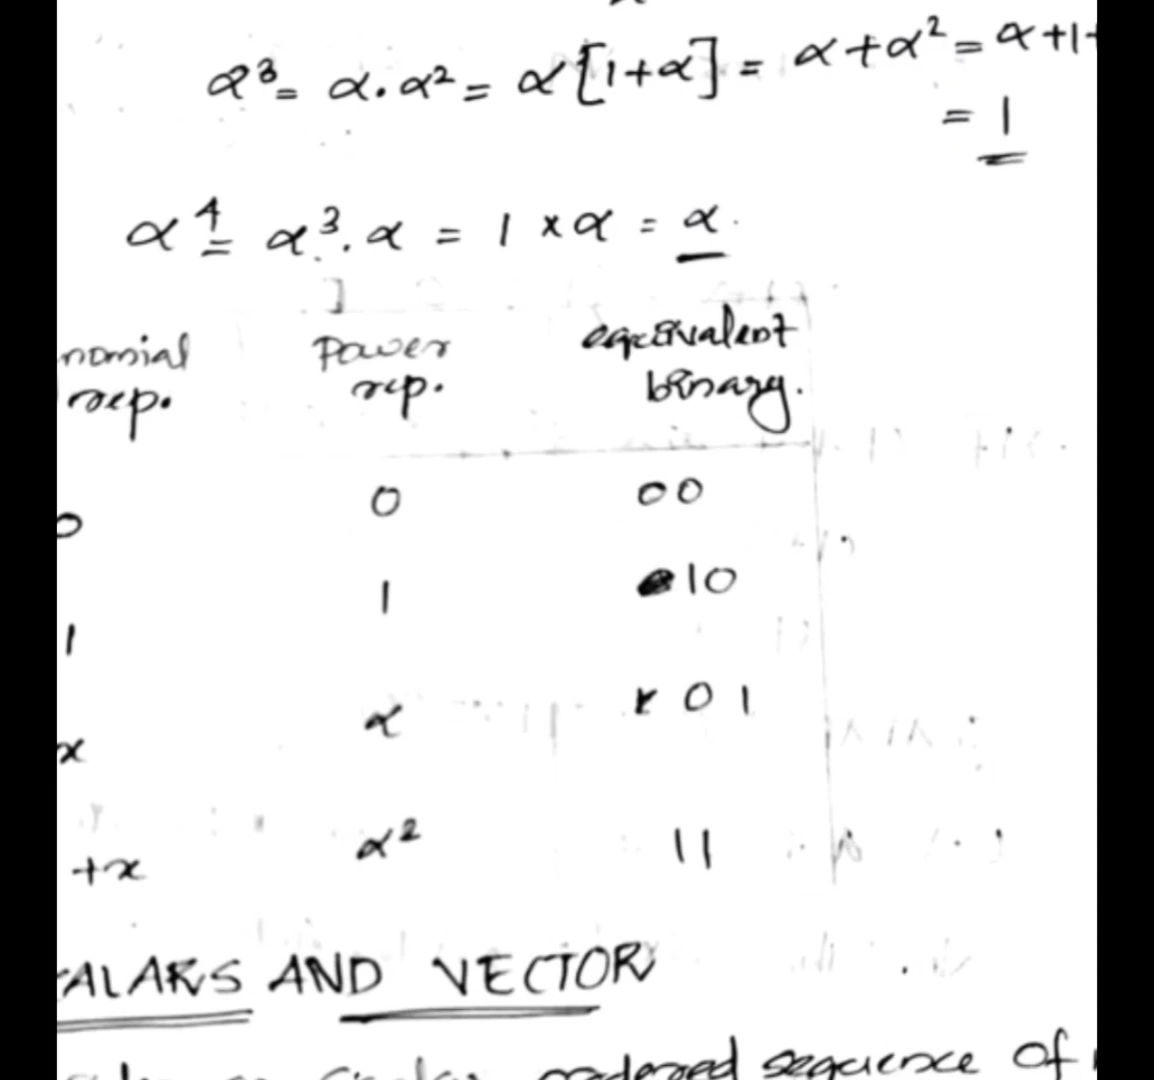 α³ = α.α² = α[1+α] = α+α² = α+1+
= 1
α⁴ = α³.α = 1 × α = α
nomial Power equivalent
rep. rep. binary.
0 0 00
1 1 10
x α 01
+x α² 11
ALARS AND VECTOR
ordered sequence of